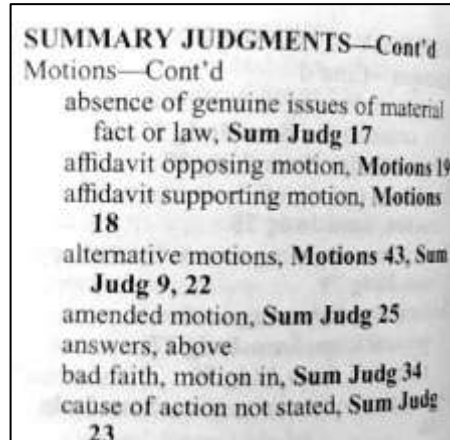 SUMMARY JUDGMENTS—Cont'd
Motions—Cont'd
absence of genuine issues of material
fact or law, Sum Judg 17
affidavit opposing motion, Motions 19
affidavit supporting motion, Motions
18
alternative motions, Motions 43, Sum
Judg 9, 22
amended motion, Sum Judg 25
answers, above
bad faith, motion in, Sum Judg 34
cause of action not stated, Sum Judg
23